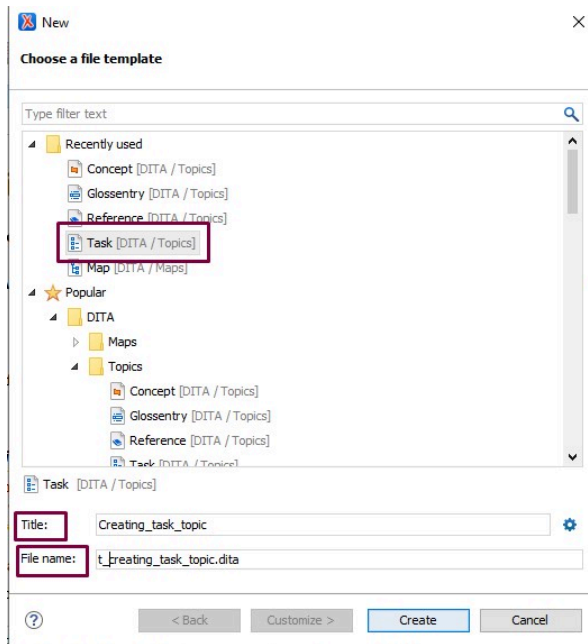 New
Choose a file template
Type filter text
Recently used
Concept [DITA / Topics]
Glossentry [DITA / Topics]
Reference [DITA / Topics]
Task [DITA / Topics]
Map [DITA / Maps]
Popular
DITA
Maps
Topics
Concept [DITA / Topics]
Glossentry [DITA / Topics]
Reference [DITA / Topics]
Task [DITA / Topics]
Task [DITA / Topics]
Title: Creating_task_topic
File name: t_creating_task_topic.dita
? < Back Customize > Create Cancel